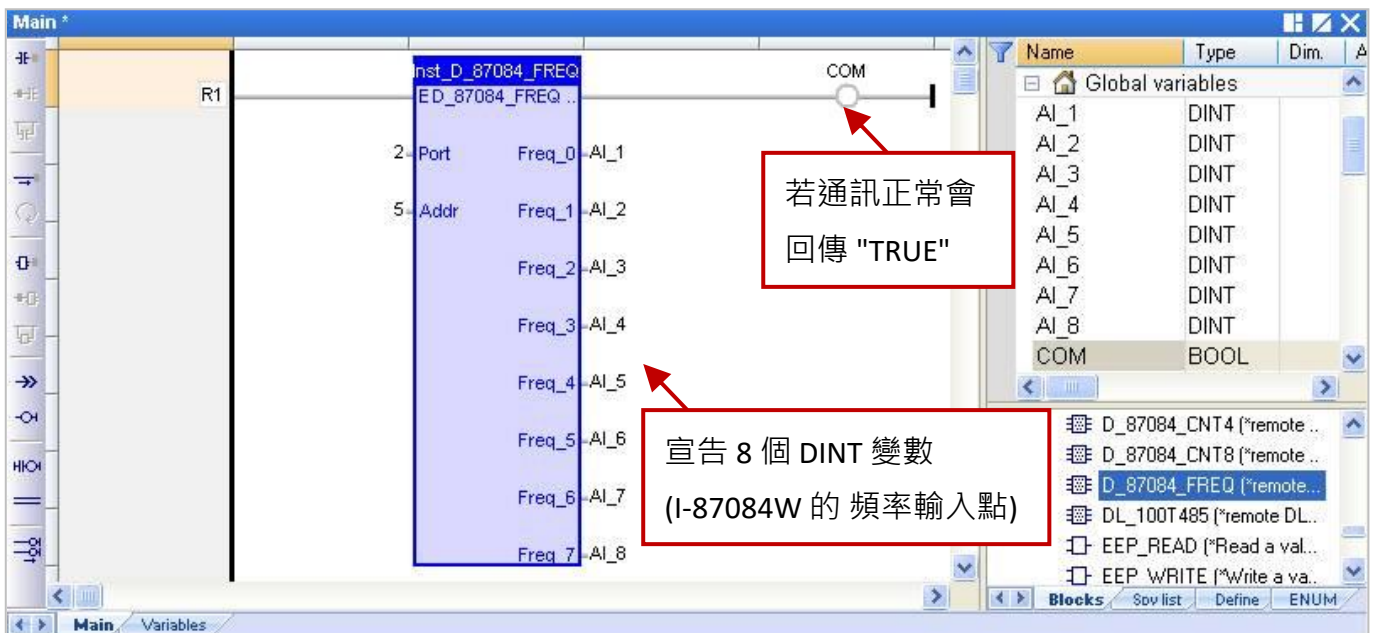 Main *
Name Type Dim. A
Global variables
AI_1 DINT
AI_2 DINT
AI_3 DINT
AI_4 DINT
AI_5 DINT
AI_6 DINT
AI_7 DINT
AI_8 DINT
COM BOOL
R1
Inst_D_87084_FREQ
COM
ED_87084_FREQ ..
2 Port Freq_0 AI_1
5 Addr Freq_1 AI_2
Freq_2 AI_3
Freq_3 AI_4
Freq_4 AI_5
Freq_5 AI_6
Freq_6 AI_7
Freq_7 AI_8
若通訊正常會
回傳 "TRUE"
宣告 8 個 DINT 變數
(I-87084W 的 頻率輸入點)
D_87084_CNT4 (*remote ..
D_87084_CNT8 (*remote ..
D_87084_FREQ (*remote...
DL_100T485 (*remote DL..
EEP_READ (*Read a val...
EEP_WRITE (*Write a va..
Blocks Spy list Define ENUM
Main Variables